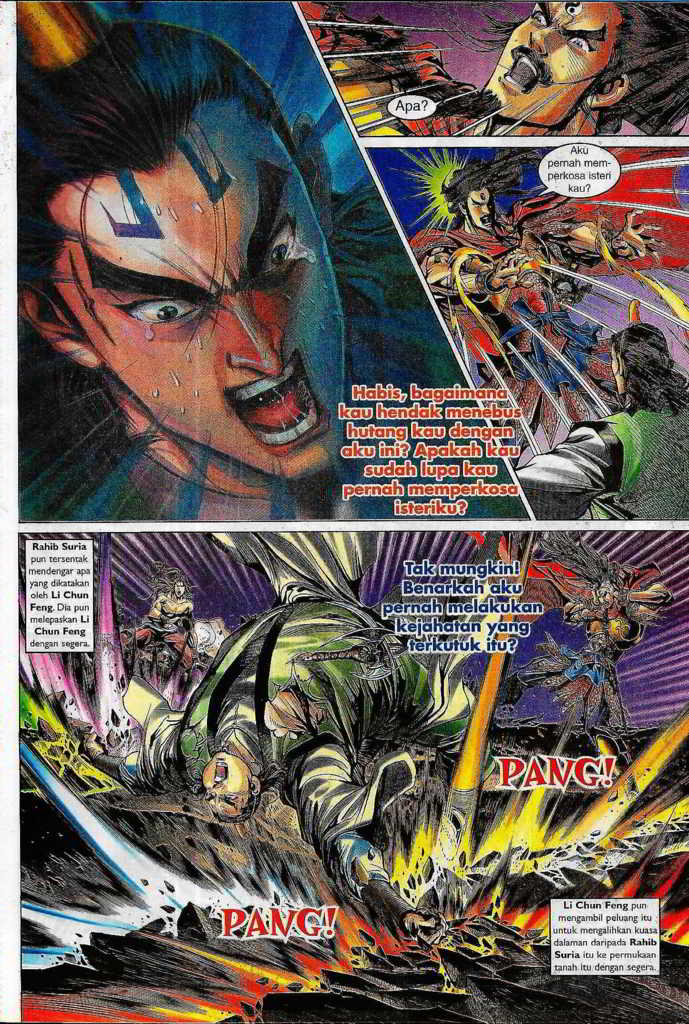 Habis, bagaimana
kau hendak menebus
hutang kau dengan
aku ini? Apakah kau
sudah lupa kau
pernah memperkosa
isteriku?
Apa?
Aku
pernah mem-
perkosa isteri
kau?
Rahib Suria
pun tersentak
mendengar apa
yang dikatakan
oleh Li Chun
Feng. Dia pun
melepaskan Li
Chun Feng
dengan segera.
Tak mungkin!
Benarkah aku
pernah melakukan
kejahatan yang
terkutuk itu?
PANG!
PANG!
Li Chun Feng pun
mengambil peluang itu
untuk mengalihkan kuasa
dalaman daripada Rahib
Suria itu ke permukaan
tanah itu dengan segera.